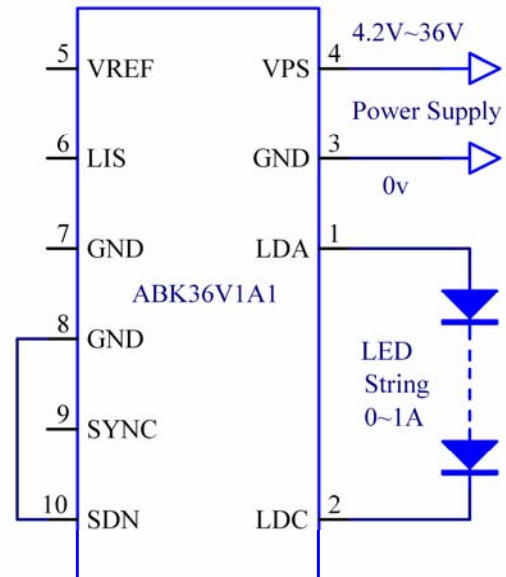 5 VREF VPS 4 4.2V~36V
Power Supply
6 LIS GND 3
0v
7 GND LDA 1
ABK36V1A1
8 GND
LED
String
0~1A
9 SYNC
10 SDN LDC 2